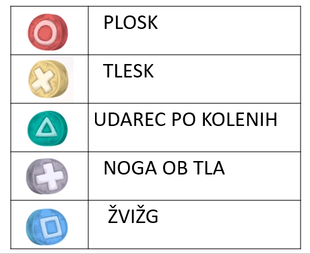 PLOSK
TLESK
UDAREC PO KOLENIH
NOGA OB TLA
ŽVIŽG